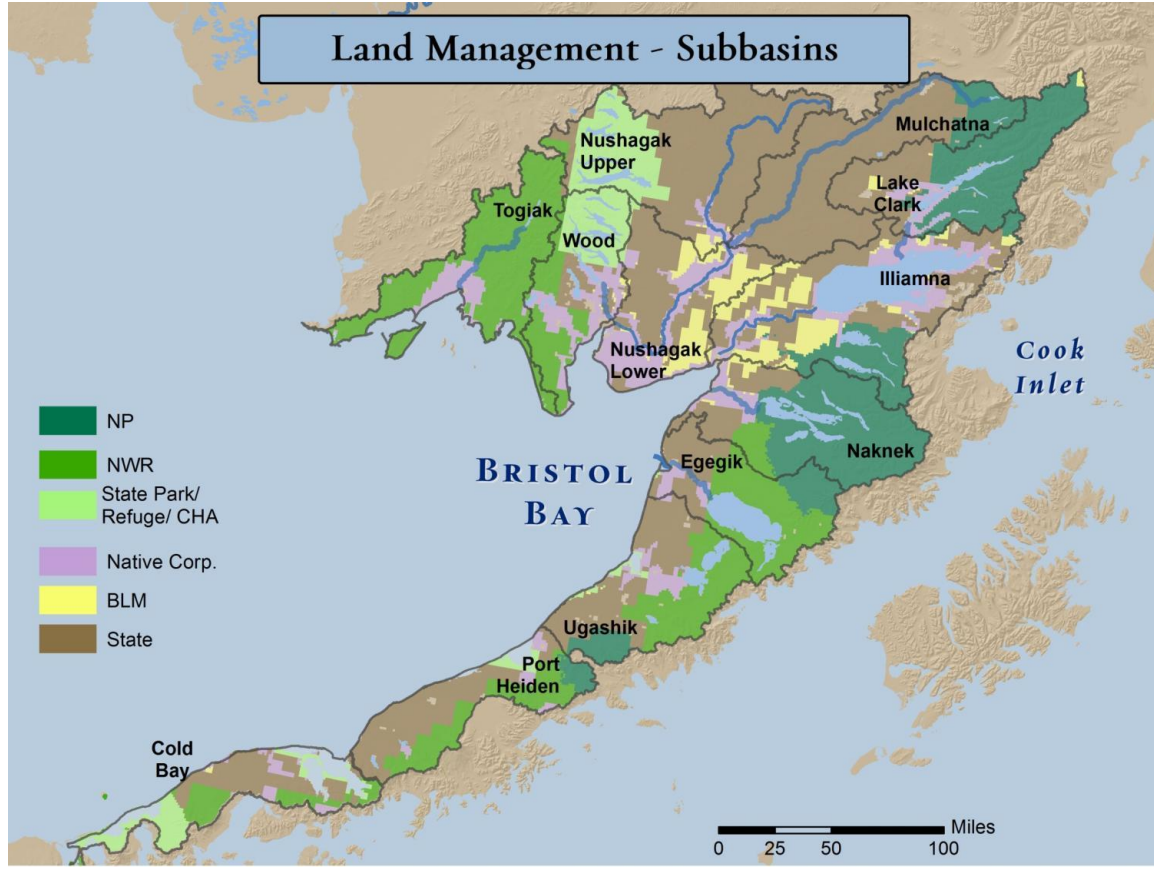 Land Management - Subbasins
Nushagak
Upper
Mulchatna
Lake
Clark
Togiak
Wood
Illiamna
Nushagak
Lower
Cook
Inlet
NP
NWR
State Park/
Refuge/ CHA
Native Corp.
BLM
State
BRISTOL
BAY
Egegik
Naknek
Ugashik
Port
Heiden
Cold
Bay
Miles
0 25 50 100